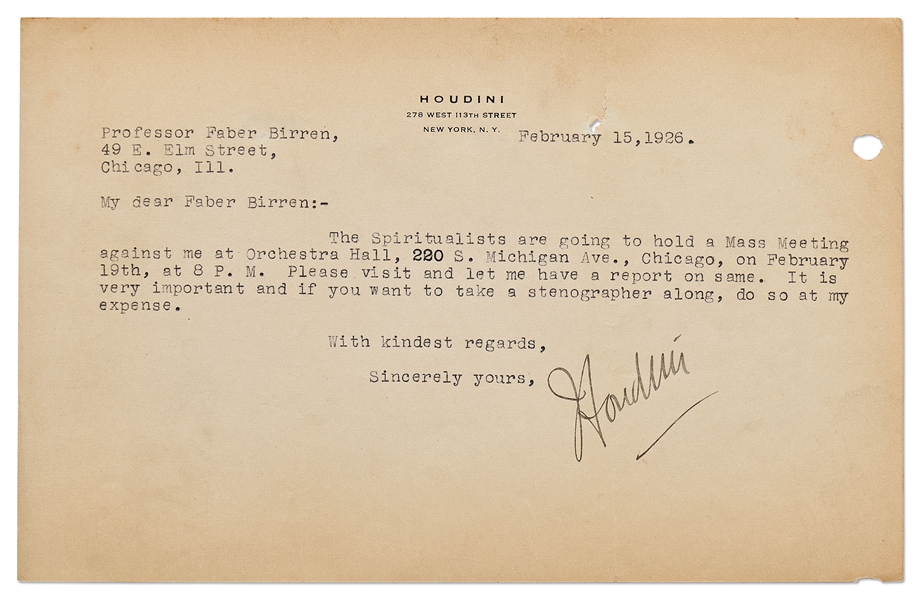 HOUDINI
278 WEST 113TH STREET
NEW YORK, N. Y.
February 15,1926.
Professor Faber Birren,
49 E. Elm Street,
Chicago, Ill.
My dear Faber Birren:-
The Spiritualists are going to hold a Mass Meeting
against me at Orchestra Hall, 220 S. Michigan Ave., Chicago, on February
19th, at 8 P. M. Please visit and let me have a report on same. It is
very important and if you want to take a stenographer along, do so at my
expense.
With kindest regards,
Sincerely yours,
Houdini